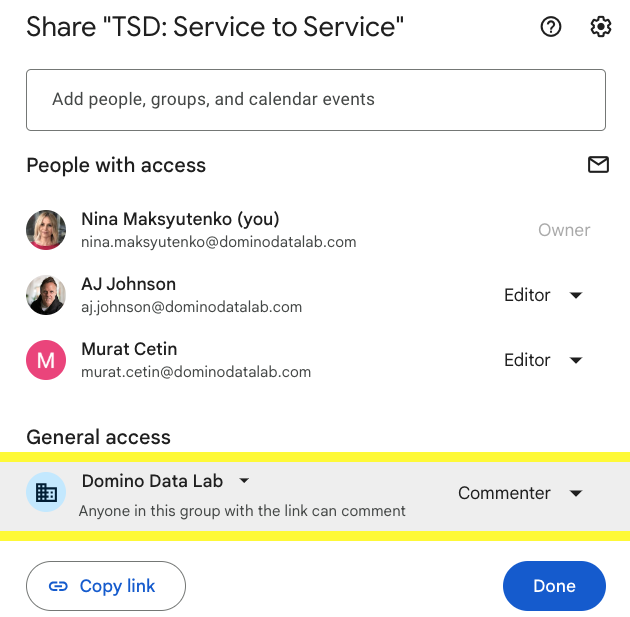 Share "TSD: Service to Service"
Add people, groups, and calendar events
People with access
Nina Maksyutenko (you)
nina.maksyutenko@dominodatalab.com
Owner
AJ Johnson
aj.johnson@dominodatalab.com
Editor
M
Murat Cetin
murat.cetin@dominodatalab.com
Editor
General access
Domino Data Lab
Anyone in this group with the link can comment
Commenter
Copy link
Done